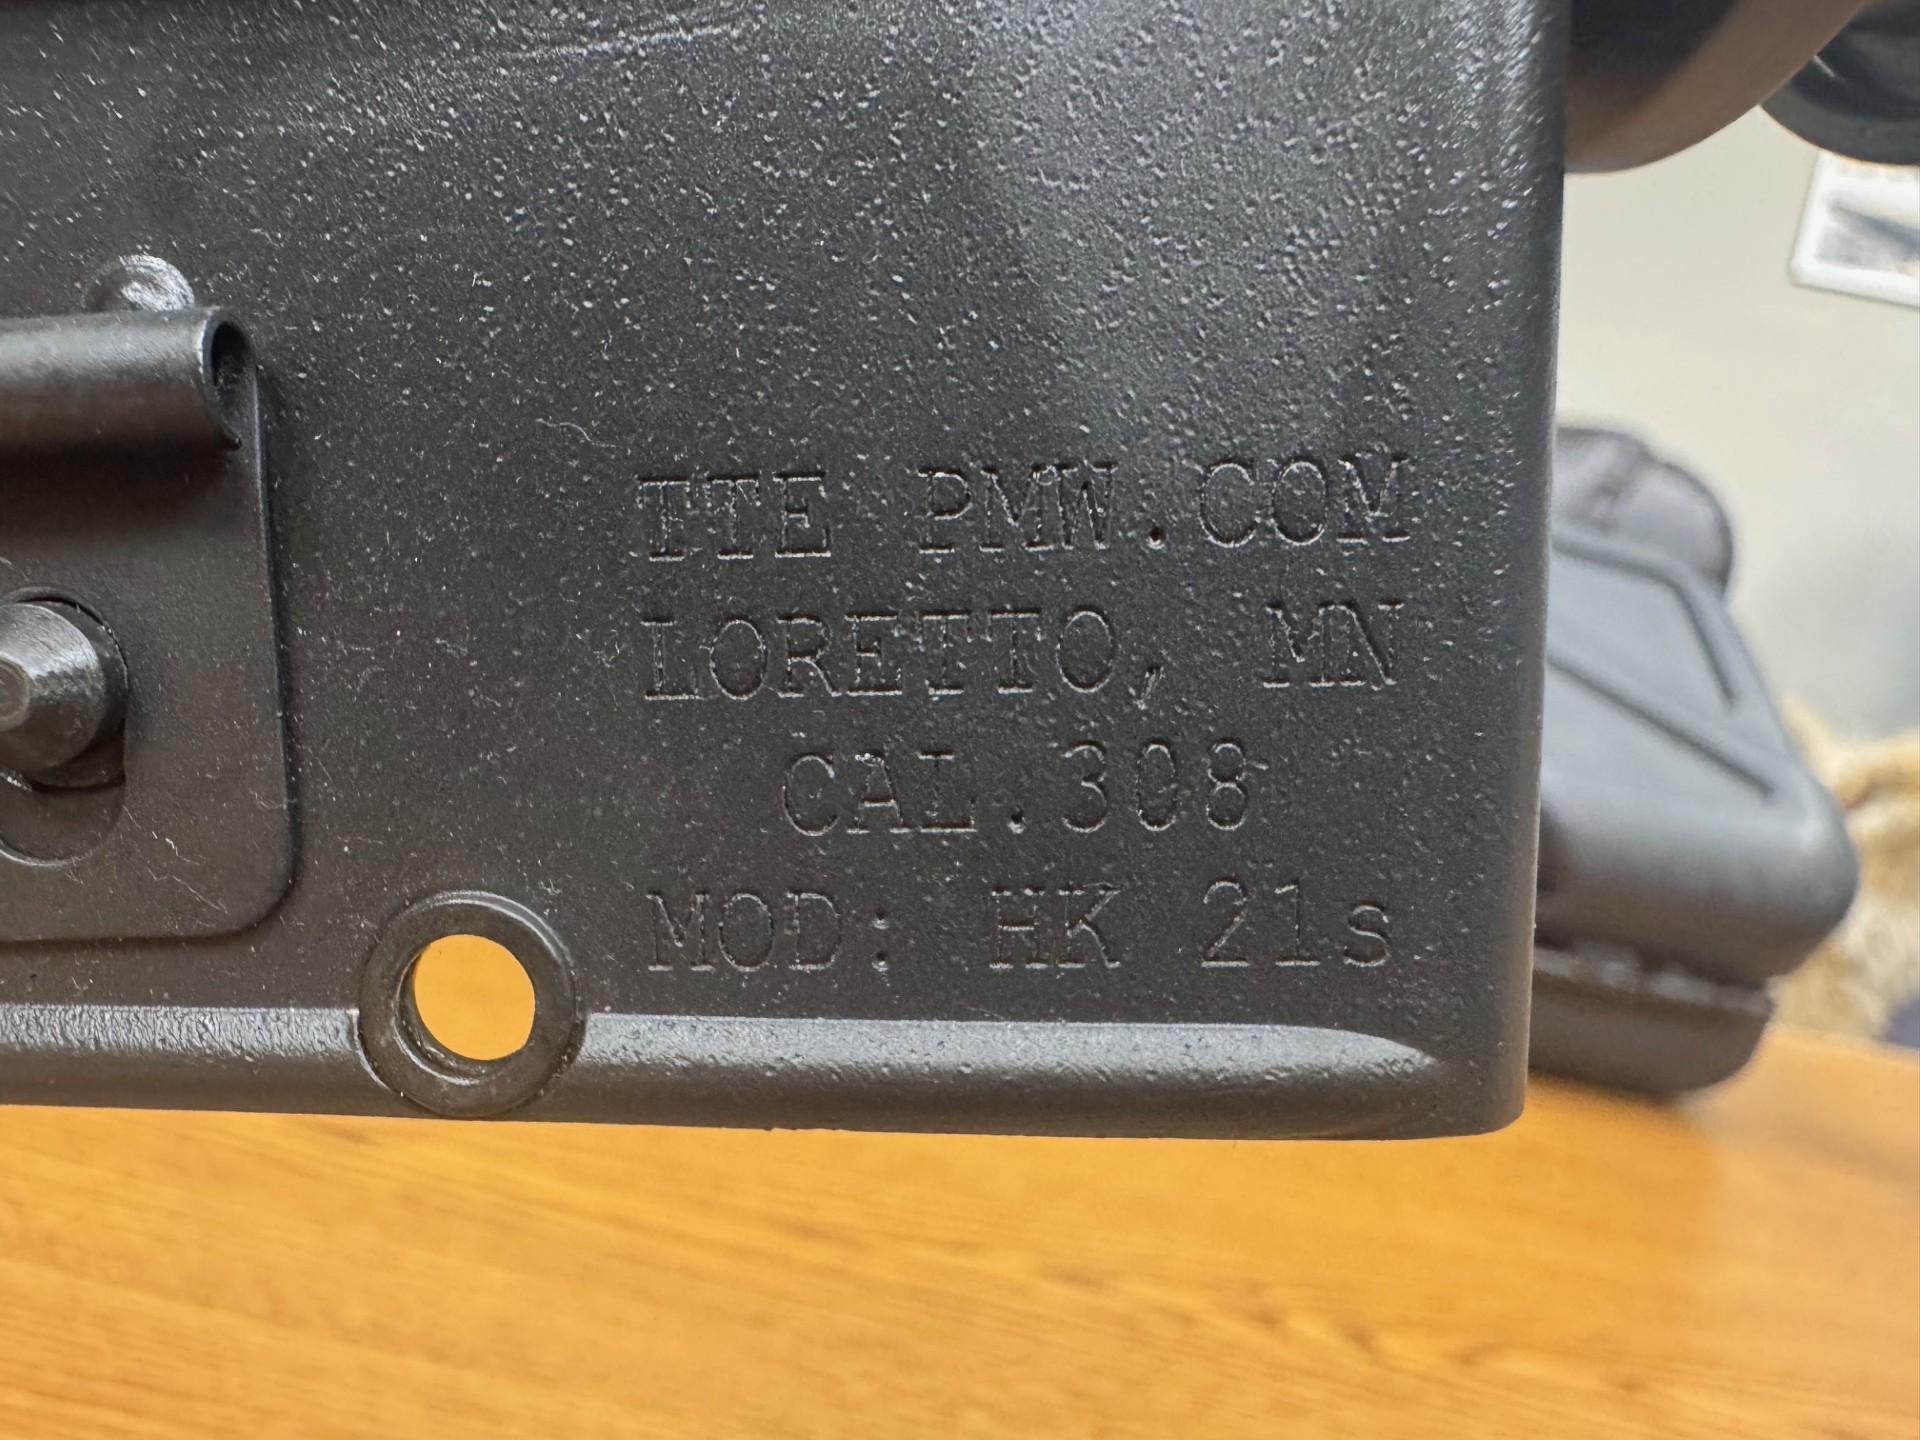 TTE PMW.COM
LORETTO, MN
CAL.308
MOD: HK 21s